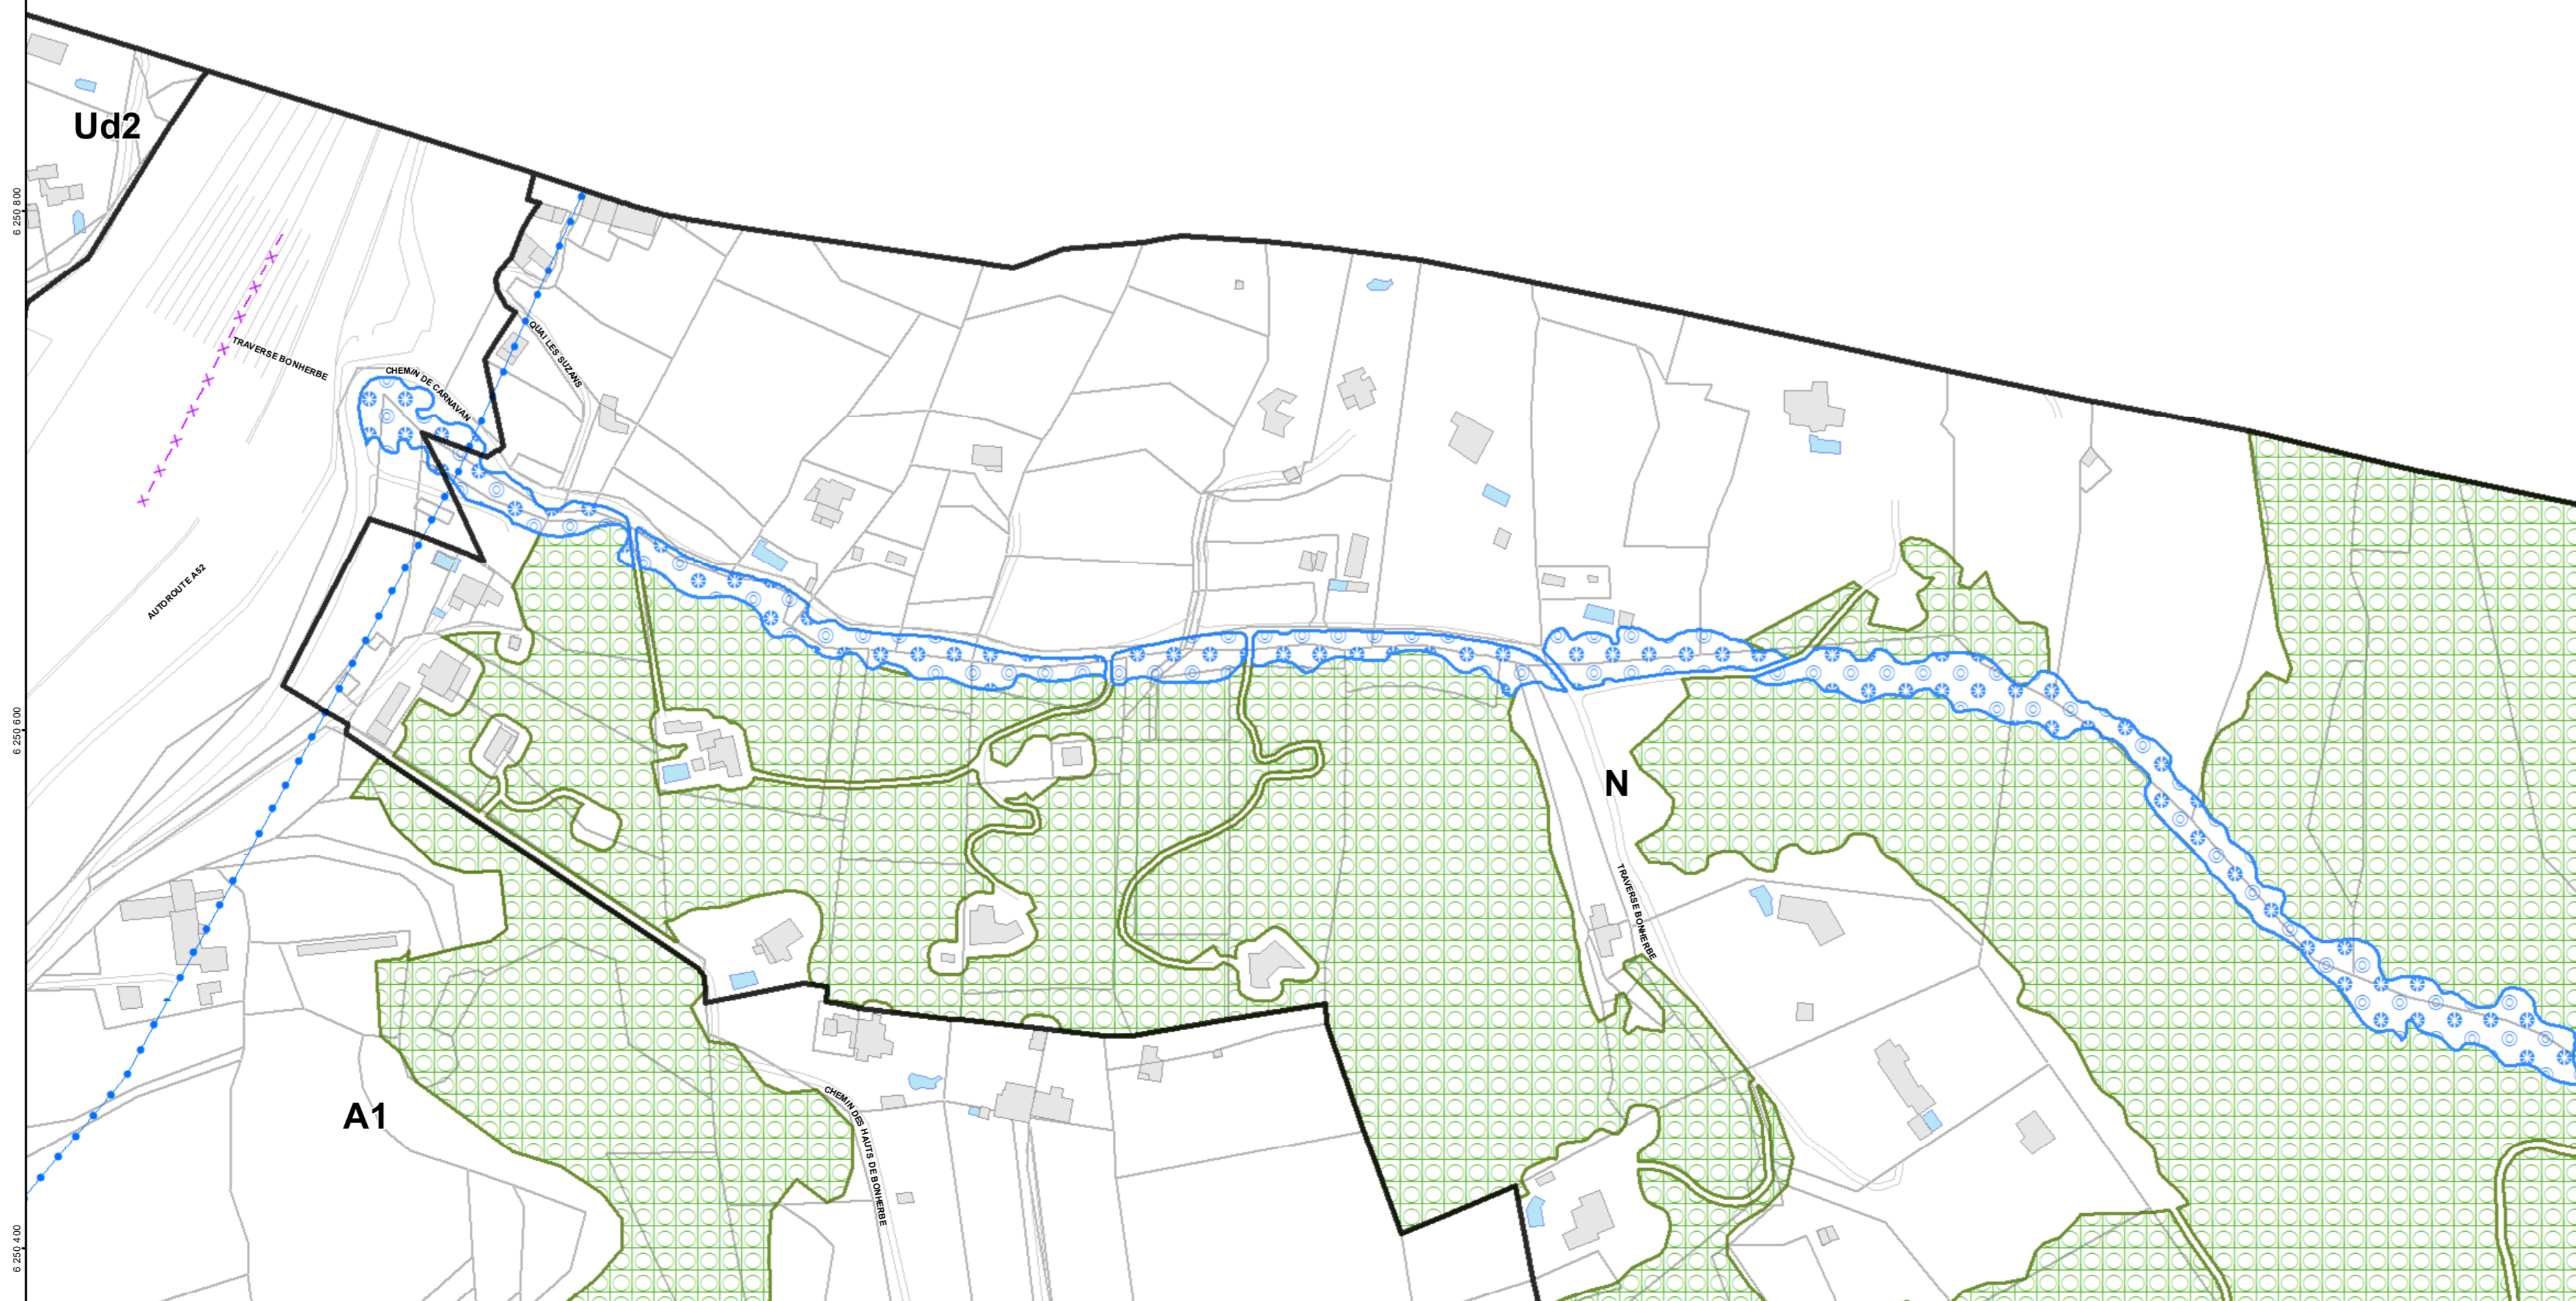 Ud2
6 250 800
QUAI LES SUZANS
TRAVERSE BONHERBE
CHEMIN DE CARNAVAN
AUTOROUTE A52
6 250 600
N
TRAVERSE BONHERBE
A1
CHEMIN DES HAUTS DE BONHERBE
6 250 400